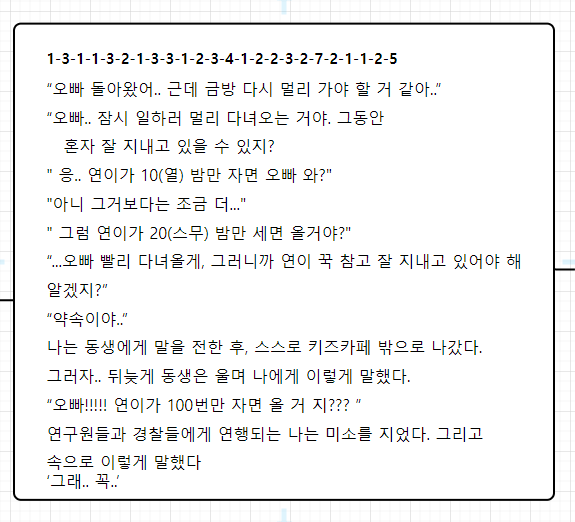 1-3-1-1-3-2-1-3-3-1-2-3-4-1-2-2-3-2-7-2-1-1-2-5
“오빠 돌아왔어.. 근데 금방 다시 멀리 가야 할 거 같아..”
“오빠.. 잠시 일하러 멀리 다녀오는 거야. 그동안
혼자 잘 지내고 있을 수 있지?
" 응.. 연이가 10(열) 밤만 자면 오빠 와?"
"아니 그거보다는 조금 더..."
" 그럼 연이가 20(스무) 밤만 세면 올거야?"
“...오빠 빨리 다녀올게, 그러니까 연이 꾹 참고 잘 지내고 있어야 해
알겠지?”
“약속이야..”
나는 동생에게 말을 전한 후, 스스로 키즈카페 밖으로 나갔다.
그러자.. 뒤늦게 동생은 울며 나에게 이렇게 말했다.
“오빠!!!!! 연이가 100번만 자면 올 거 지??? ”
연구원들과 경찰들에게 연행되는 나는 미소를 지었다. 그리고
속으로 이렇게 말했다
‘그래.. 꼭..’